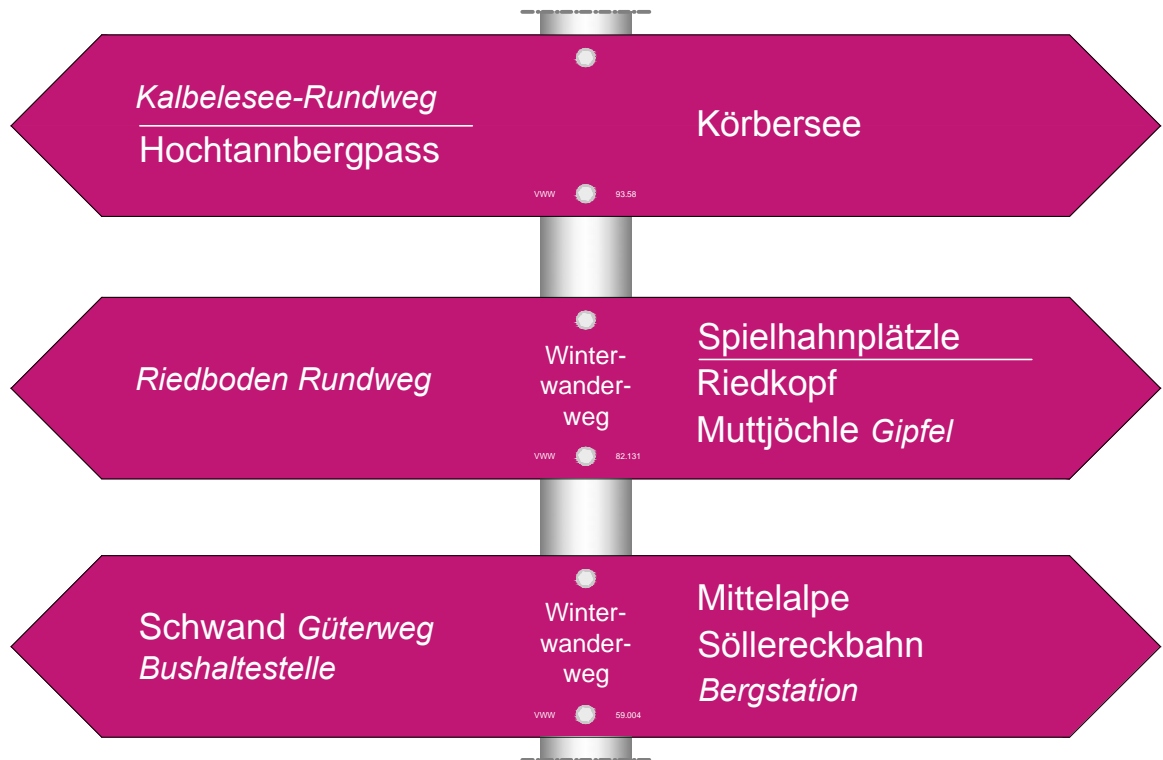 Kalbelesee-Rundweg
Hochtannbergpass
Körbersee
VWW 93.58
Riedboden Rundweg
Winter-
wander-
weg
VWW 82.131
Spielhahnplätzle
Riedkopf
Muttjöchle Gipfel
Schwand Güterweg
Bushaltestelle
Winter-
wander-
weg
VWW 59.004
Mittelalpe
Söllereckbahn
Bergstation